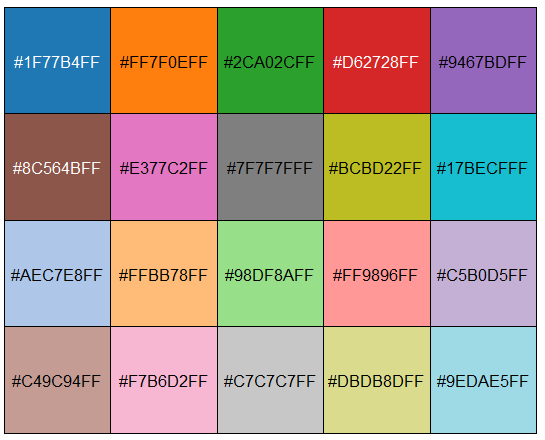 #1F77B4FF #FF7F0EFF #2CA02CFF #D62728FF #9467BDFF
#8C564BFF #E377C2FF #7F7F7FFF #BCBD22FF #17BECFFF
#AEC7E8FF #FFBB78FF #98DF8AFF #FF9896FF #C5B0D5FF
#C49C94FF #F7B6D2FF #C7C7C7FF #DBDB8DFF #9EDAE5FF